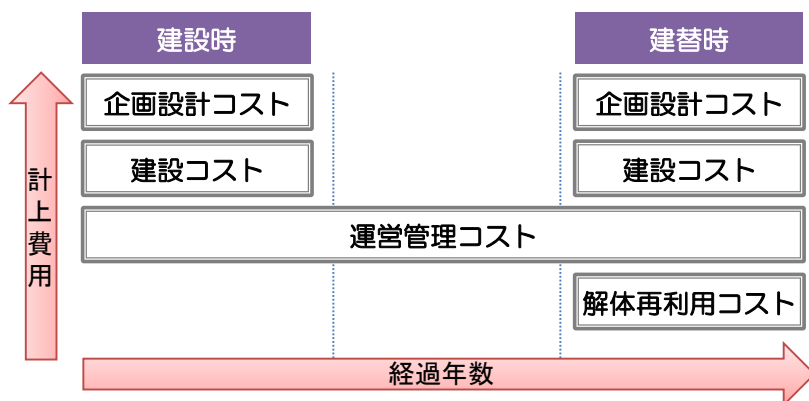 建設時
建替時
企画設計コスト
企画設計コスト
建設コスト
建設コスト
運営管理コスト
解体再利用コスト
計上費用
経過年数